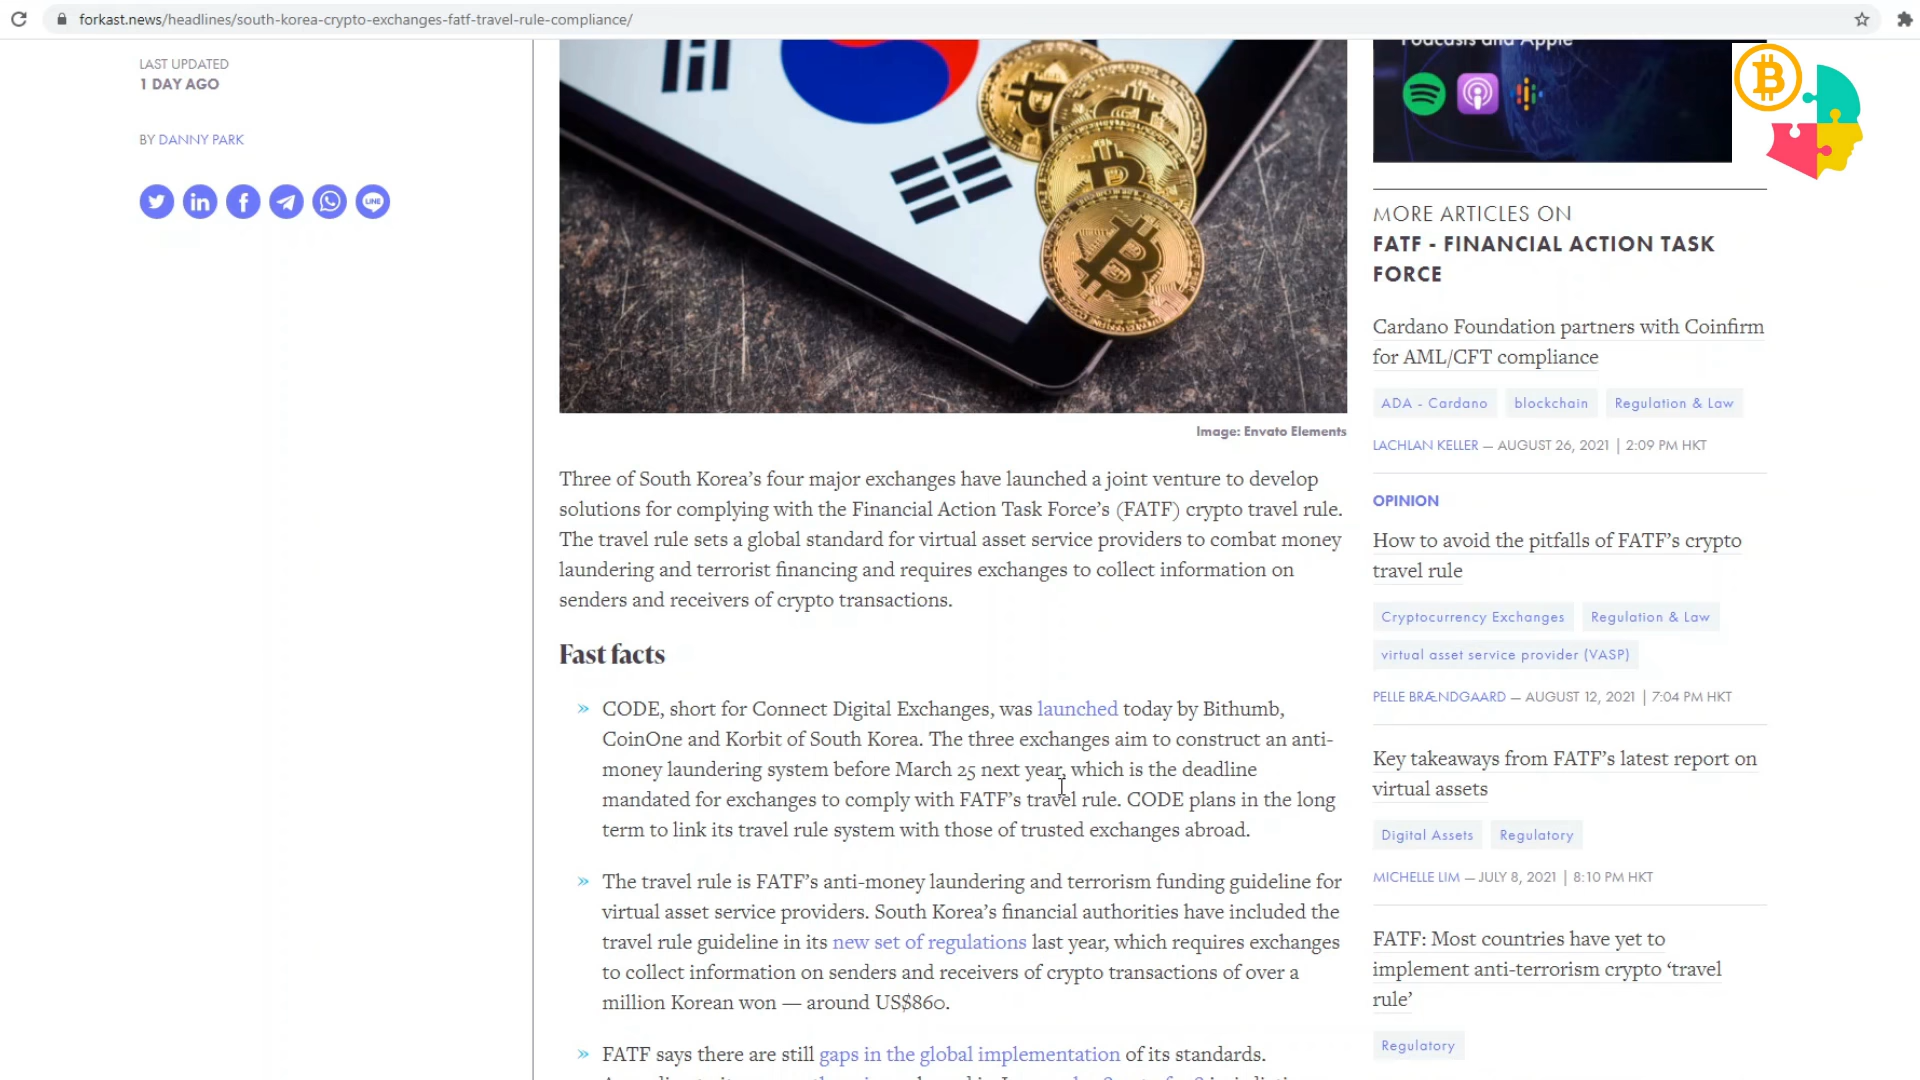 forkast.news/headlines/south-korea-crypto-exchanges-fatf-travel-rule-compliance/
LAST UPDATED
1 DAY AGO
BY DANNY PARK
LINE
Image: Envato Elements
Three of South Korea’s four major exchanges have launched a joint venture to develop
solutions for complying with the Financial Action Task Force’s (FATF) crypto travel rule.
The travel rule sets a global standard for virtual asset service providers to combat money
laundering and terrorist financing and requires exchanges to collect information on
senders and receivers of crypto transactions.
Fast facts
» CODE, short for Connect Digital Exchanges, was launched today by Bithumb,
CoinOne and Korbit of South Korea. The three exchanges aim to construct an anti-
money laundering system before March 25 next year, which is the deadline
mandated for exchanges to comply with FATF’s travel rule. CODE plans in the long
term to link its travel rule system with those of trusted exchanges abroad.
» The travel rule is FATF’s anti-money laundering and terrorism funding guideline for
virtual asset service providers. South Korea’s financial authorities have included the
travel rule guideline in its new set of regulations last year, which requires exchanges
to collect information on senders and receivers of crypto transactions of over a
million Korean won — around US$860.
» FATF says there are still gaps in the global implementation of its standards.
Podcasts and Apple
MORE ARTICLES ON
FATF - FINANCIAL ACTION TASK
FORCE
Cardano Foundation partners with Coinfirm
for AML/CFT compliance
ADA - Cardano blockchain Regulation & Law
LACHLAN KELLER — AUGUST 26, 2021 | 2:09 PM HKT
OPINION
How to avoid the pitfalls of FATF’s crypto
travel rule
Cryptocurrency Exchanges Regulation & Law
virtual asset service provider (VASP)
PELLE BRÆNDGAARD — AUGUST 12, 2021 | 7:04 PM HKT
Key takeaways from FATF’s latest report on
virtual assets
Digital Assets Regulatory
MICHELLE LIM — JULY 8, 2021 | 8:10 PM HKT
FATF: Most countries have yet to
implement anti-terrorism crypto ‘travel
rule’
Regulatory